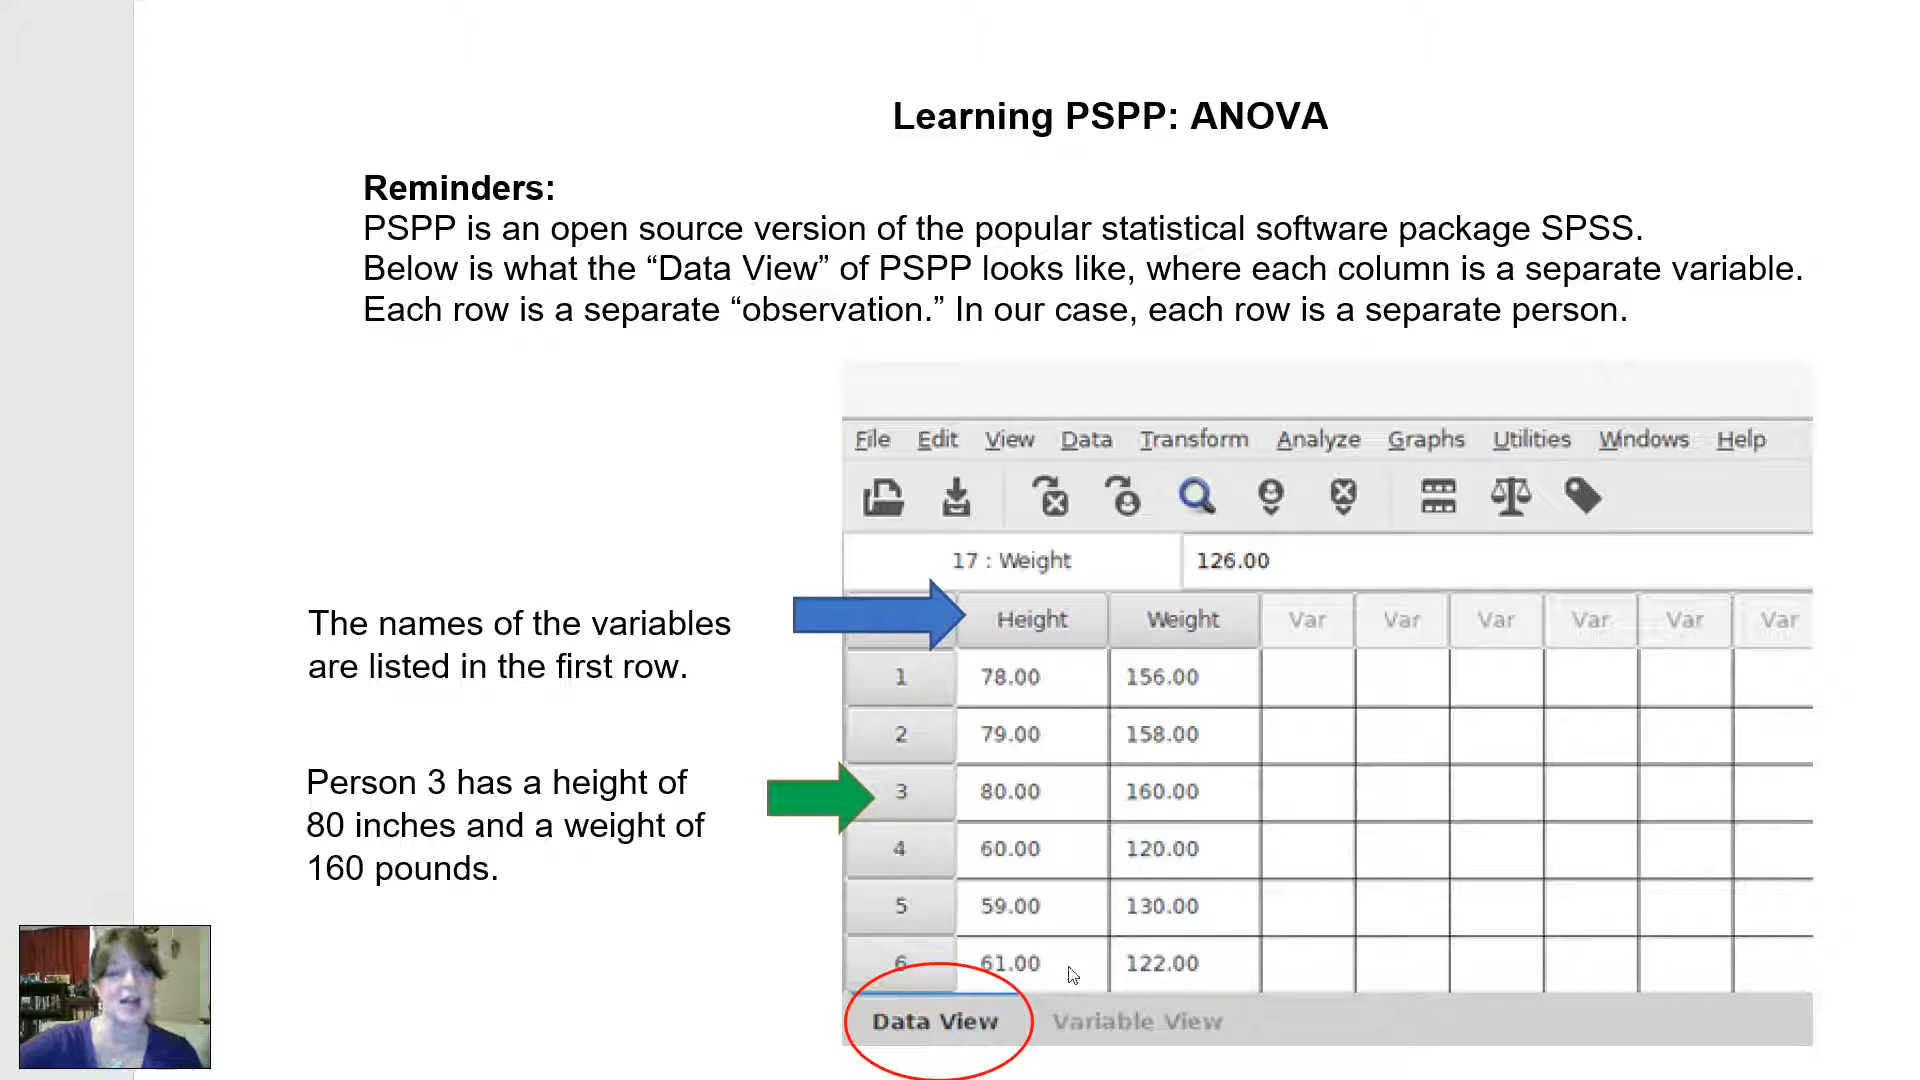 Learning PSPP: ANOVA
Reminders:
PSPP is an open source version of the popular statistical software package SPSS.
Below is what the “Data View” of PSPP looks like, where each column is a separate variable.
Each row is a separate “observation.” In our case, each row is a separate person.
File Edit View Data Transform Analyze Graphs Utilities Windows Help
17 : Weight 126.00
The names of the variables
are listed in the first row.
Height Weight Var Var Var Var Var Var
1 78.00 156.00
2 79.00 158.00
Person 3 has a height of
80 inches and a weight of
160 pounds.
3 80.00 160.00
4 60.00 120.00
5 59.00 130.00
6 61.00 122.00
Data View Variable View